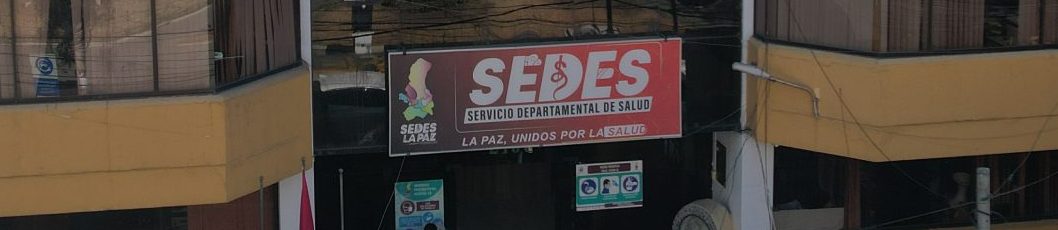 SEDES
SERVICIO DEPARTAMENTAL DE SALUD
SEDES
LA PAZ
LA PAZ, UNIDOS POR LA SALUD